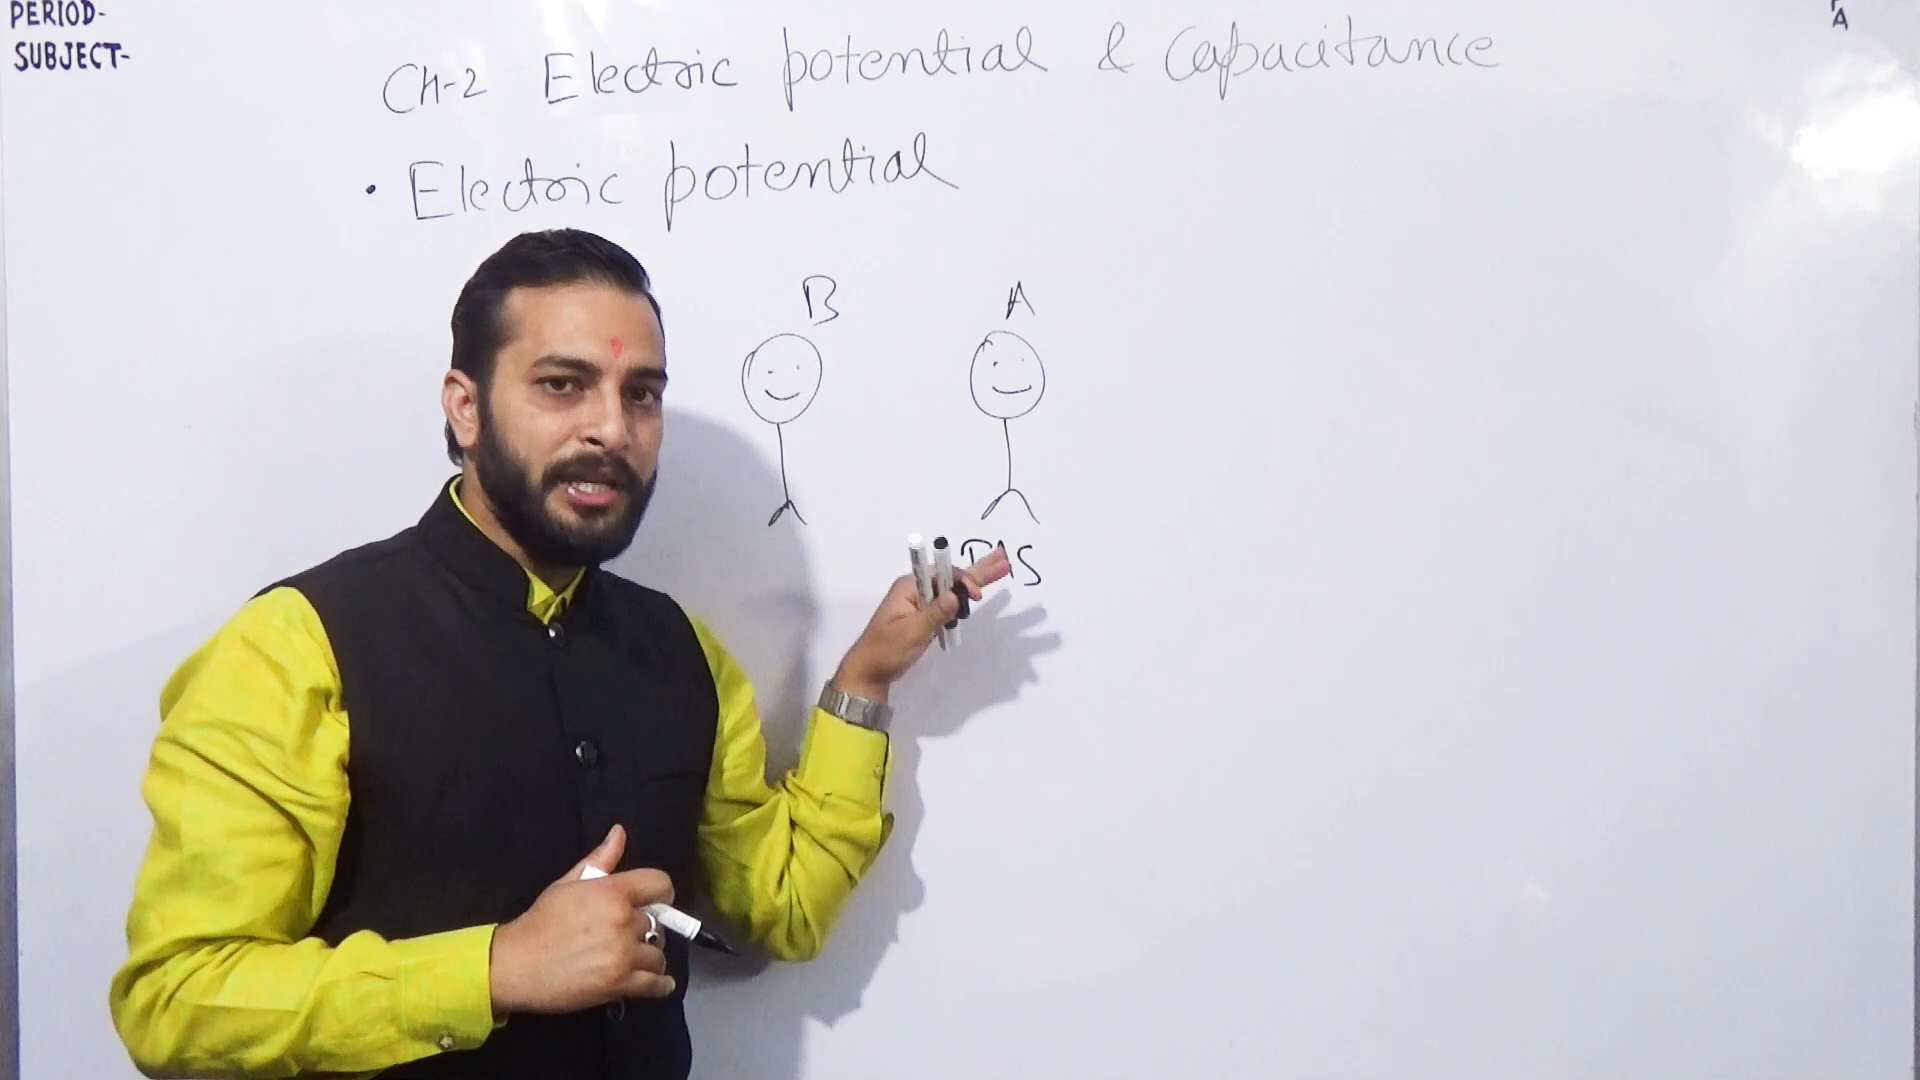 PERIOD-
SUBJECT-
A
Ch-2 Electric potential & Capacitance
• Electric potential
B A